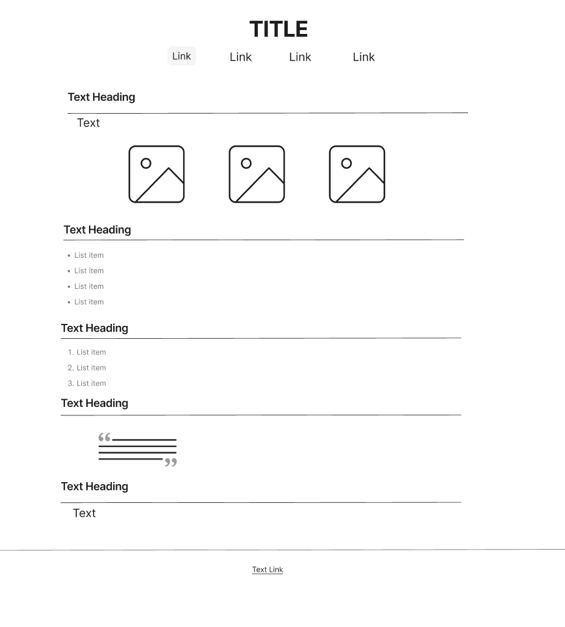 TITLE
Link Link Link Link
Text Heading
Text
Text Heading
• List item
• List item
• List item
• List item
Text Heading
1. List item
2. List item
3. List item
Text Heading
Text Heading
Text
Text Link